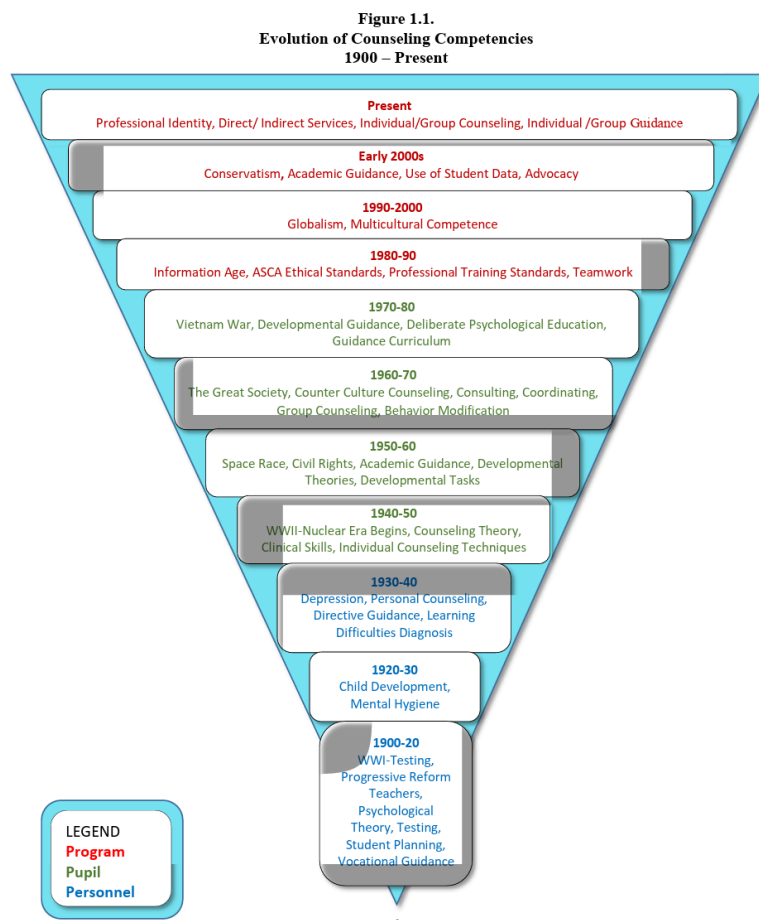 Figure 1.1.
Evolution of Counseling Competencies
1900 – Present
Present
Professional Identity, Direct/ Indirect Services, Individual/Group Counseling, Individual /Group Guidance
Early 2000s
Conservatism, Academic Guidance, Use of Student Data, Advocacy
1990-2000
Globalism, Multicultural Competence
1980-90
Information Age, ASCA Ethical Standards, Professional Training Standards, Teamwork
1970-80
Vietnam War, Developmental Guidance, Deliberate Psychological Education,
Guidance Curriculum
1960-70
The Great Society, Counter Culture Counseling, Consulting, Coordinating,
Group Counseling, Behavior Modification
1950-60
Space Race, Civil Rights, Academic Guidance, Developmental
Theories, Developmental Tasks
1940-50
WWII-Nuclear Era Begins, Counseling Theory,
Clinical Skills, Individual Counseling Techniques
1930-40
Depression, Personal Counseling,
Directive Guidance, Learning
Difficulties Diagnosis
1920-30
Child Development,
Mental Hygiene
1900-20
WWI-Testing,
Progressive Reform
Teachers,
Psychological
Theory, Testing,
Student Planning,
Vocational Guidance
LEGEND
Program
Pupil
Personnel